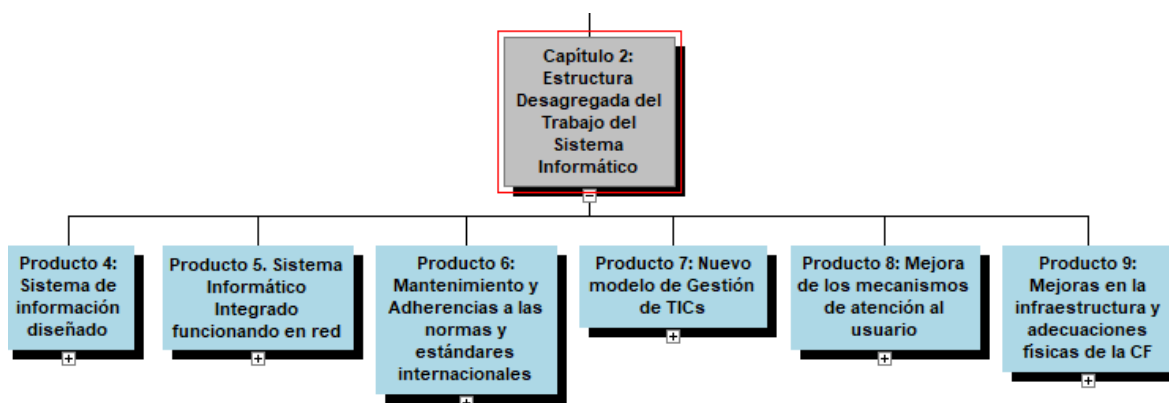 Capítulo 2:
Estructura
Desagregada del
Trabajo del
Sistema
Informático
Producto 4:
Sistema de
información
diseñado
Producto 5. Sistema
Informático
Integrado
funcionando en red
Producto 6:
Mantenimiento y
Adherencias a las
normas y
estándares
internacionales
Producto 7: Nuevo
modelo de Gestión
de TICs
Producto 8: Mejora
de los mecanismos
de atención al
usuario
Producto 9:
Mejoras en la
infraestructura y
adecuaciones
físicas de la CF